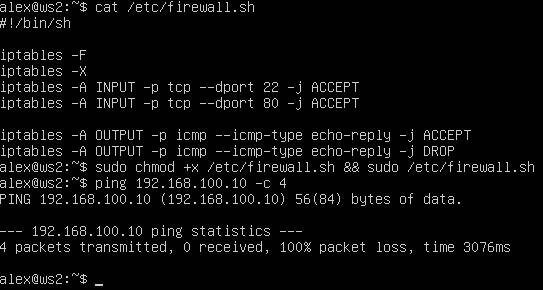 alex@ws2:~$ cat /etc/firewall.sh
#!/bin/sh
iptables -F
iptables -X
iptables -A INPUT -p tcp --dport 22 -j ACCEPT
iptables -A INPUT -p tcp --dport 80 -j ACCEPT
iptables -A OUTPUT -p icmp --icmp-type echo-reply -j ACCEPT
iptables -A OUTPUT -p icmp --icmp-type echo-reply -j DROP
alex@ws2:~$ sudo chmod +x /etc/firewall.sh && sudo /etc/firewall.sh
alex@ws2:~$ ping 192.168.100.10 -c 4
PING 192.168.100.10 (192.168.100.10) 56(84) bytes of data.
--- 192.168.100.10 ping statistics ---
4 packets transmitted, 0 received, 100% packet loss, time 3076ms
alex@ws2:~$ _